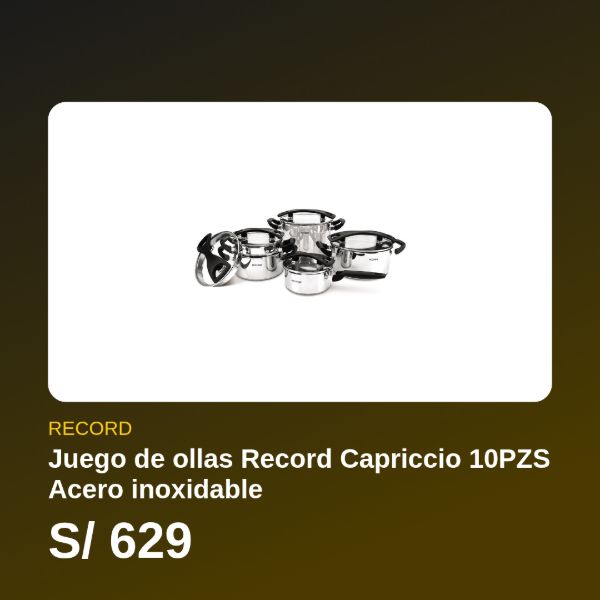 RECORD
Juego de ollas Record Capriccio 10PZS
Acero inoxidable
S/ 629